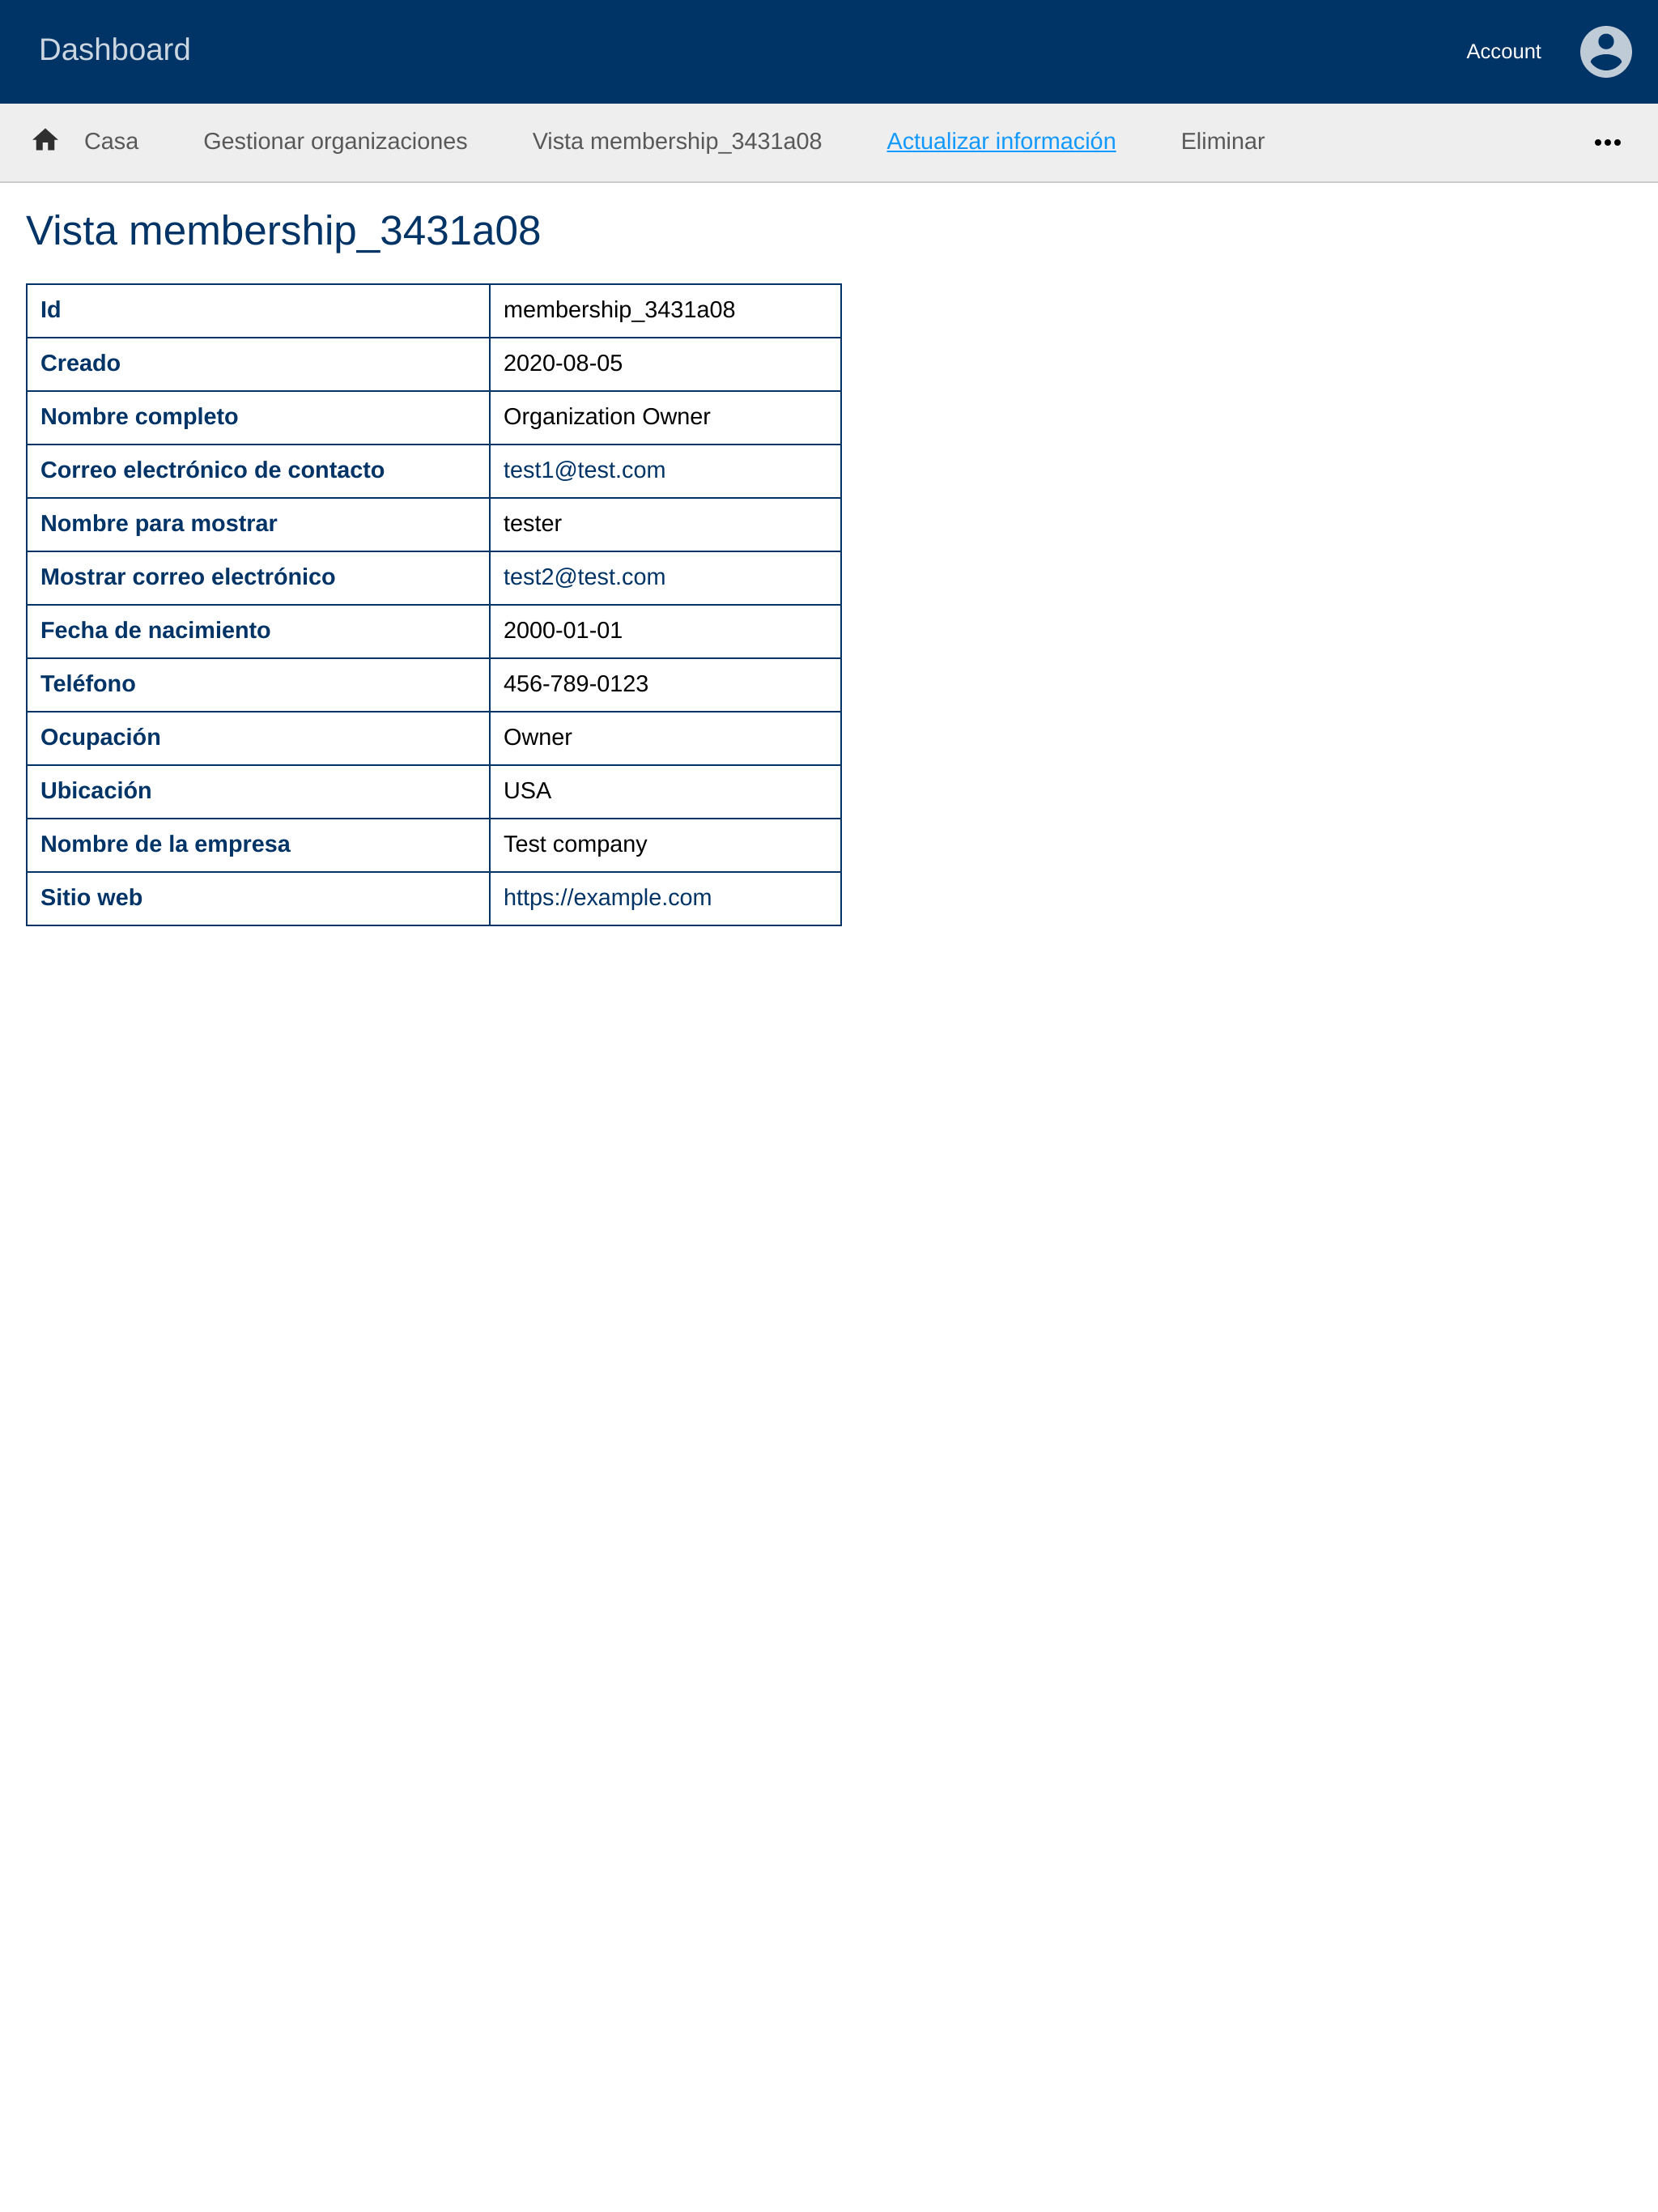 Dashboard
Account
Casa Gestionar organizaciones Vista membership_3431a08 Actualizar información Eliminar
Vista membership_3431a08
Id membership_3431a08
Creado 2020-08-05
Nombre completo Organization Owner
Correo electrónico de contacto test1@test.com
Nombre para mostrar tester
Mostrar correo electrónico test2@test.com
Fecha de nacimiento 2000-01-01
Teléfono 456-789-0123
Ocupación Owner
Ubicación USA
Nombre de la empresa Test company
Sitio web https://example.com